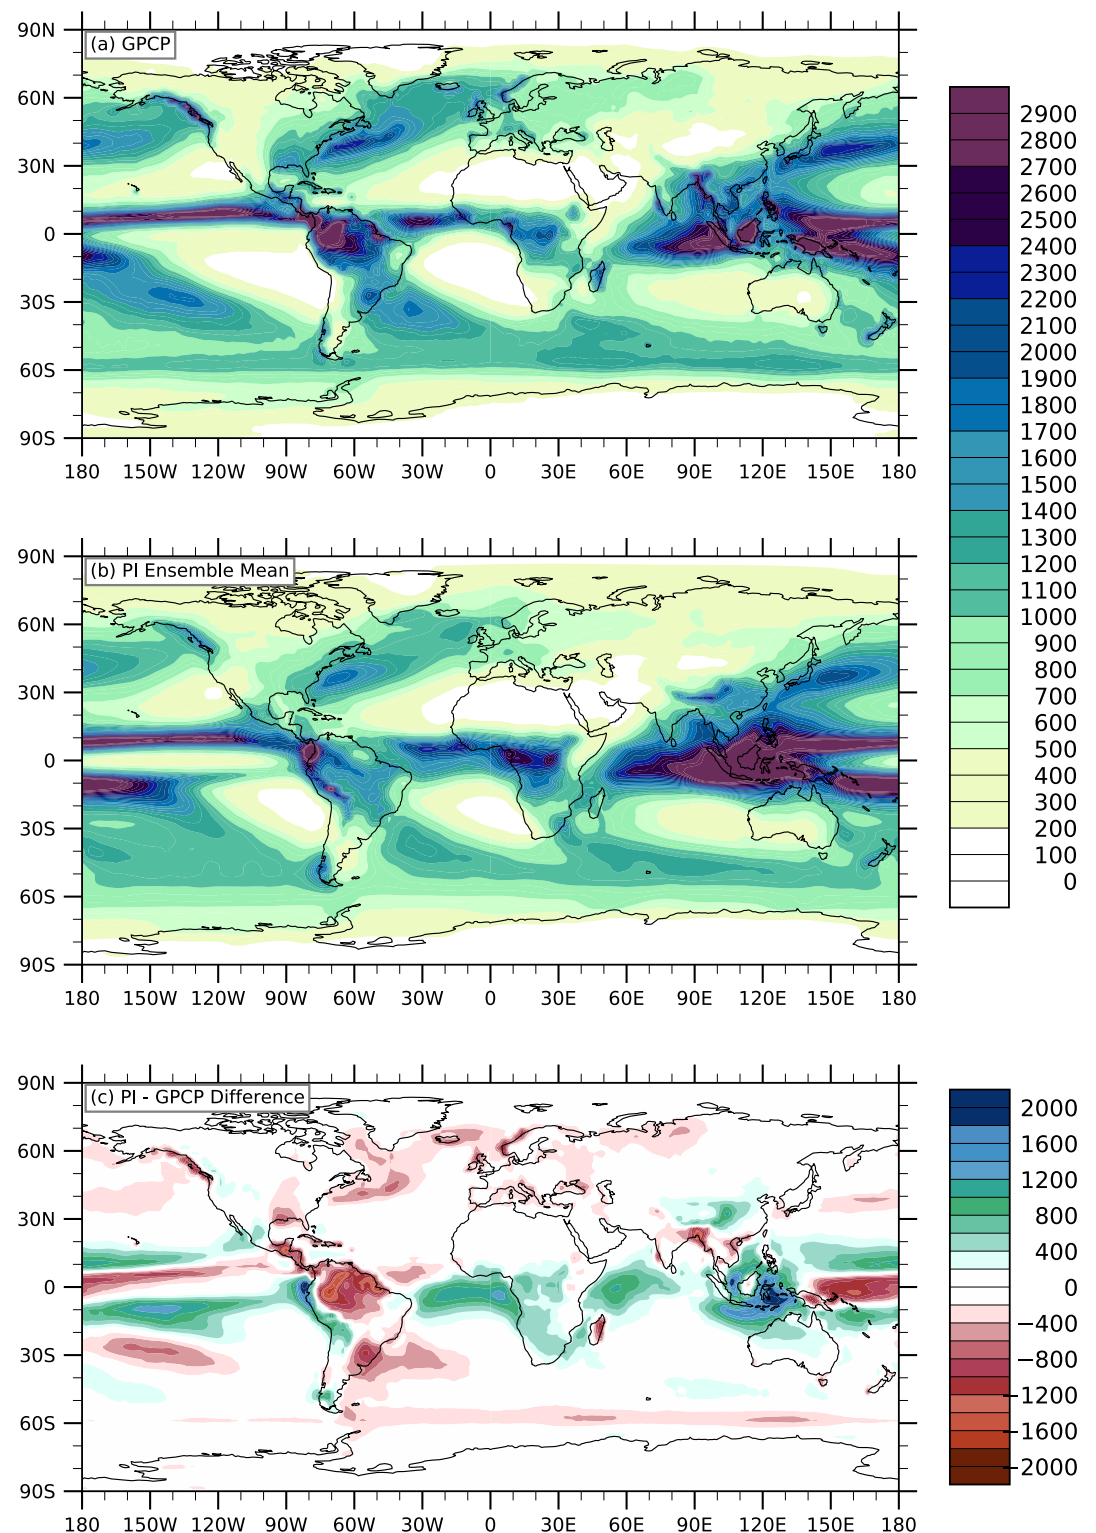 90N
(a) GPCP
60N
30N
0
30S
60S
90S
180 150W 120W 90W 60W 30W 0 30E 60E 90E 120E 150E 180
2900
2800
2700
2600
2500
2400
2300
2200
2100
2000
1900
1800
1700
1600
1500
1400
1300
1200
1100
1000
900
800
700
600
500
400
300
200
100
0
90N
(b) PI Ensemble Mean
60N
30N
0
30S
60S
90S
180 150W 120W 90W 60W 30W 0 30E 60E 90E 120E 150E 180
90N
(c) PI - GPCP Difference
60N
30N
0
30S
60S
90S
180 150W 120W 90W 60W 30W 0 30E 60E 90E 120E 150E 180
2000
1600
1200
800
400
0
−400
−800
−1200
−1600
−2000